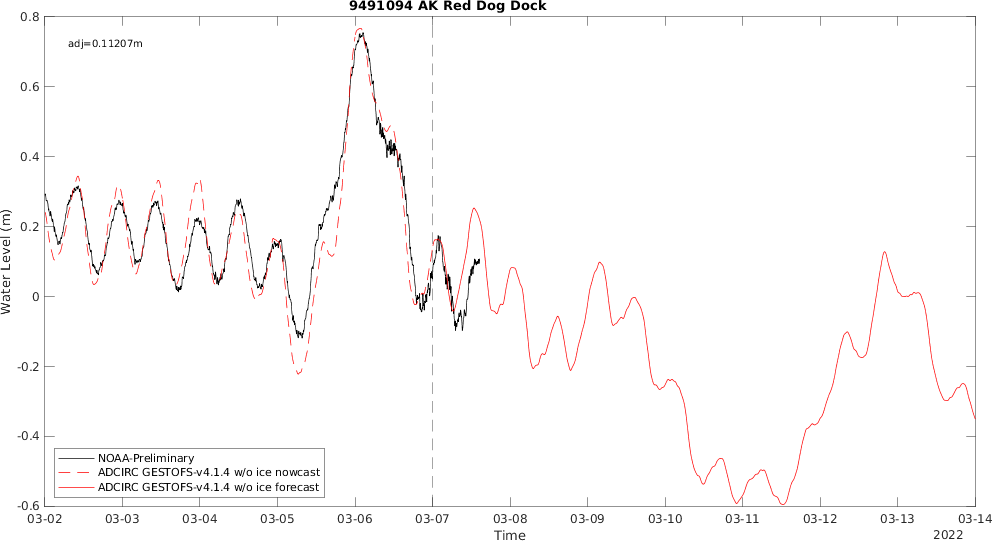 9491094 AK Red Dog Dock
adj=0.11207m
Water Level (m)
0.8
0.6
0.4
0.2
0
-0.2
-0.4
-0.6
NOAA-Preliminary
ADCIRC GESTOFS-v4.1.4 w/o ice nowcast
ADCIRC GESTOFS-v4.1.4 w/o ice forecast
03-02 03-03 03-04 03-05 03-06 03-07 03-08 03-09 03-10 03-11 03-12 03-13 03-14
Time
2022